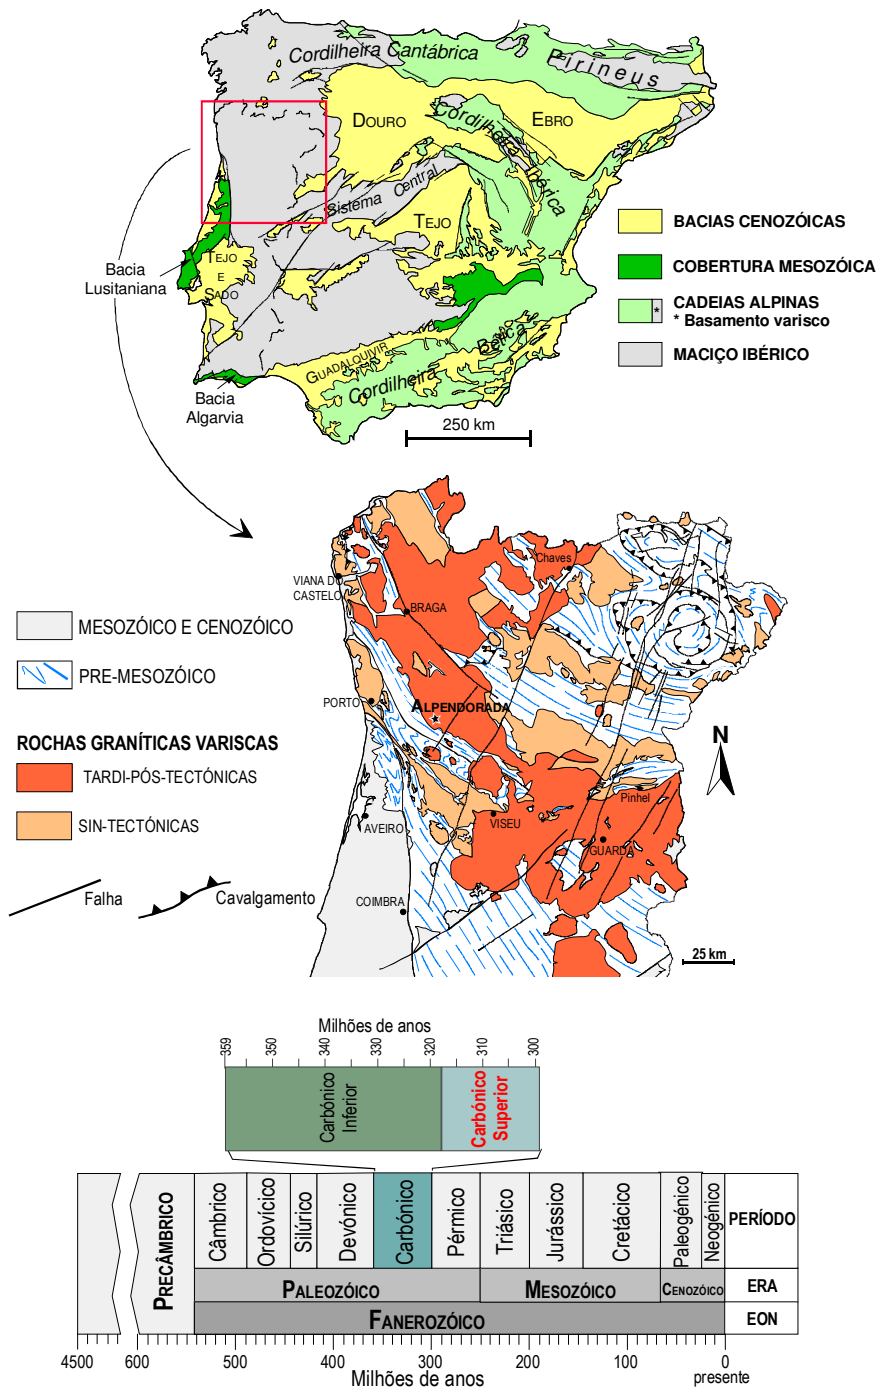 Cordilheira Cantábrica
Pirineus
DOURO
EBRO
Cordilheira Ibérica
Sistema Central
TEJO
TEJO
E
SADO
Bacia
Lusitaniana
GUADALQUIVIR
Cordilheira Bética
Bacia
Algarvia
250 km
BACIAS CENOZÓICAS
COBERTURA MESOZÓICA
*
CADEIAS ALPINAS
* Basamento varisco
MACIÇO IBÉRICO
Chaves
VIANA DO
CASTELO
BRAGA
PORTO
ALPENDORADA
N
Pinhel
AVEIRO
VISEU
GUARDA
COIMBRA
25 km
MESOZÓICO E CENOZÓICO
PRE-MESOZÓICO
ROCHAS GRANÍTICAS VARISCAS
TARDI-PÓS-TECTÓNICAS
SIN-TECTÓNICAS
Falha
Cavalgamento
Milhões de anos
359
350
340
330
320
310
300
Carbónico
Inferior
Carbónico
Superior
PRECÂMBRICO
Câmbrico
Ordovícico
Silúrico
Devónico
Carbónico
Pérmico
Triásico
Jurássico
Cretácico
Paleogénico
Neogénico
PERÍODO
PALEOZÓICO
MESOZÓICO
CENOZÓICO
ERA
FANEROZÓICO
EON
4500
600
500
400
300
200
100
0
presente
Milhões de anos